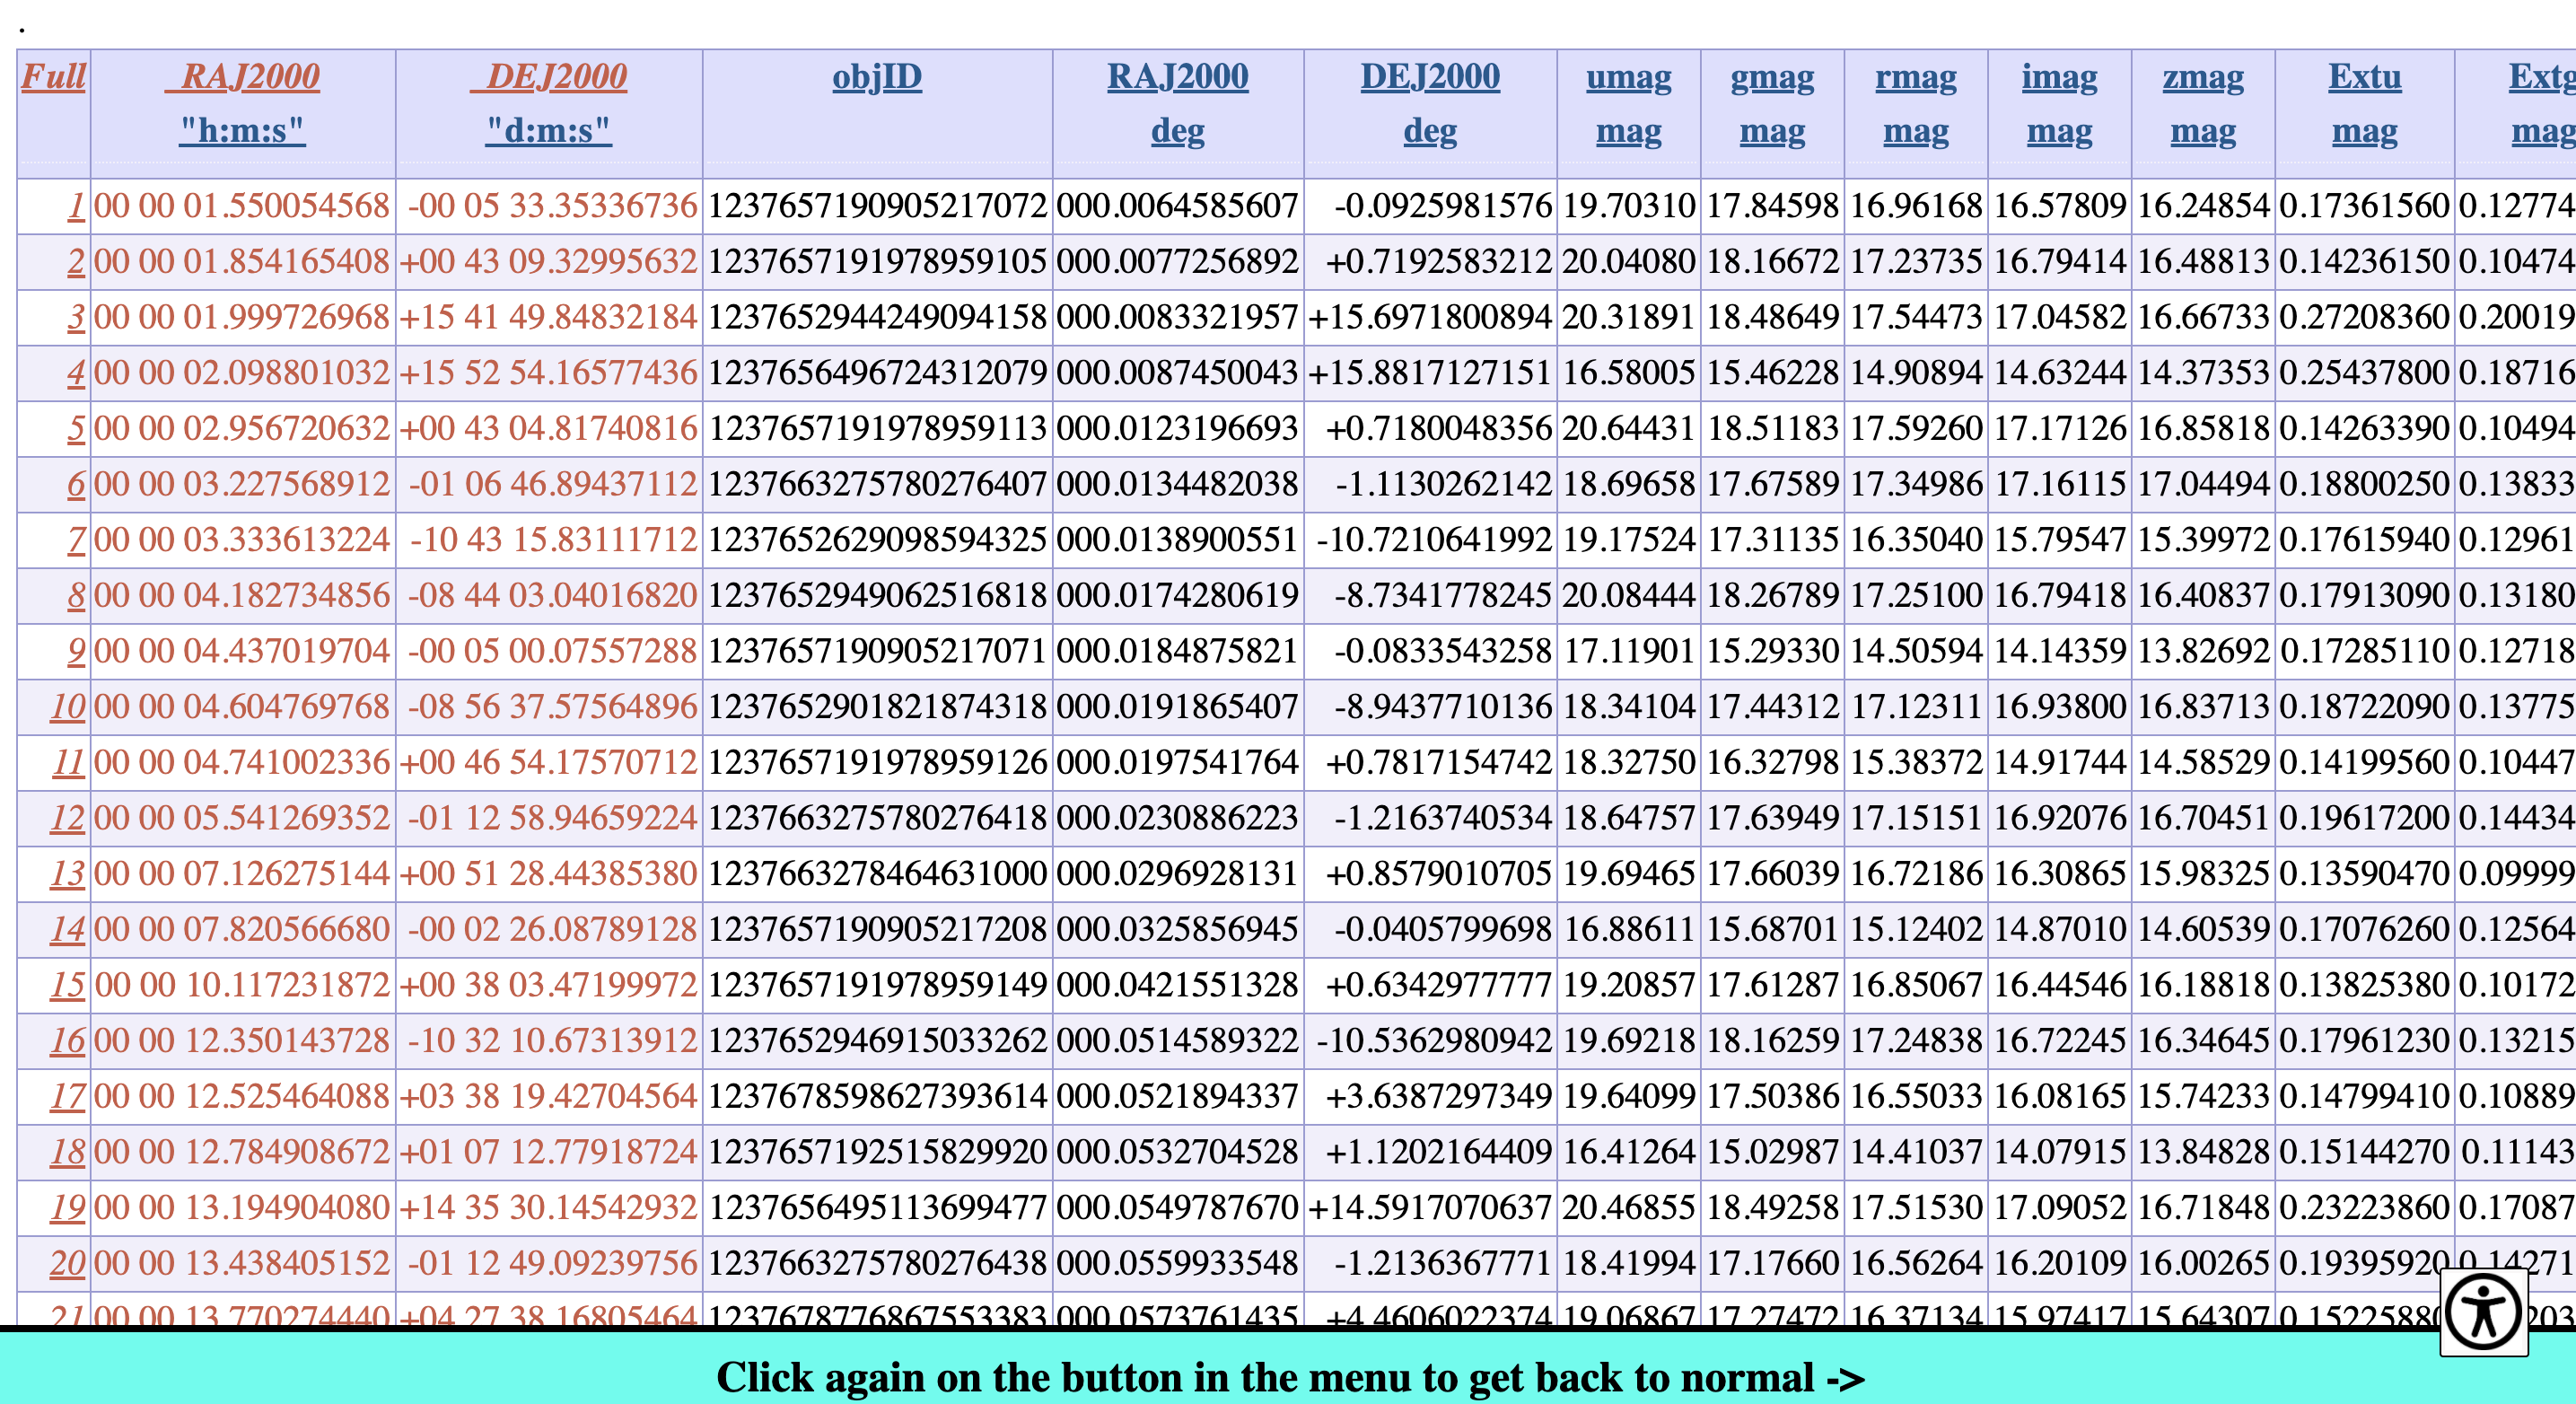 .
Full _RAJ2000 _DEJ2000 objID RAJ2000 DEJ2000 umag gmag rmag imag zmag Extu Extg
"h:m:s" "d:m:s" deg deg mag mag mag mag mag mag mag
1 00 00 01.550054568 -00 05 33.35336736 1237657190905217072 000.0064585607 -0.0925981576 19.70310 17.84598 16.96168 16.57809 16.24854 0.17361560 0.12774
2 00 00 01.854165408 +00 43 09.32995632 1237657191978959105 000.0077256892 +0.7192583212 20.04080 18.16672 17.23735 16.79414 16.48813 0.14236150 0.10474
3 00 00 01.999726968 +15 41 49.84832184 1237652944249094158 000.0083321957 +15.6971800894 20.31891 18.48649 17.54473 17.04582 16.66733 0.27208360 0.20019
4 00 00 02.098801032 +15 52 54.16577436 1237656496724312079 000.0087450043 +15.8817127151 16.58005 15.46228 14.90894 14.63244 14.37353 0.25437800 0.18716
5 00 00 02.956720632 +00 43 04.81740816 1237657191978959113 000.0123196693 +0.7180048356 20.64431 18.51183 17.59260 17.17126 16.85818 0.14263390 0.10494
6 00 00 03.227568912 -01 06 46.89437112 1237663275780276407 000.0134482038 -1.1130262142 18.69658 17.67589 17.34986 17.16115 17.04494 0.18800250 0.13833
7 00 00 03.333613224 -10 43 15.83111712 1237652629098594325 000.0138900551 -10.7210641992 19.17524 17.31135 16.35040 15.79547 15.39972 0.17615940 0.12961
8 00 00 04.182734856 -08 44 03.04016820 1237652949062516818 000.0174280619 -8.7341778245 20.08444 18.26789 17.25100 16.79418 16.40837 0.17913090 0.13180
9 00 00 04.437019704 -00 05 00.07557288 1237657190905217071 000.0184875821 -0.0833543258 17.11901 15.29330 14.50594 14.14359 13.82692 0.17285110 0.12718
10 00 00 04.604769768 -08 56 37.57564896 1237652901821874318 000.0191865407 -8.9437710136 18.34104 17.44312 17.12311 16.93800 16.83713 0.18722090 0.13775
11 00 00 04.741002336 +00 46 54.17570712 1237657191978959126 000.0197541764 +0.7817154742 18.32750 16.32798 15.38372 14.91744 14.58529 0.14199560 0.10447
12 00 00 05.541269352 -01 12 58.94659224 1237663275780276418 000.0230886223 -1.2163740534 18.64757 17.63949 17.15151 16.92076 16.70451 0.19617200 0.14434
13 00 00 07.126275144 +00 51 28.44385380 1237663278464631000 000.0296928131 +0.8579010705 19.69465 17.66039 16.72186 16.30865 15.98325 0.13590470 0.09999
14 00 00 07.820566680 -00 02 26.08789128 1237657190905217208 000.0325856945 -0.0405799698 16.88611 15.68701 15.12402 14.87010 14.60539 0.17076260 0.12564
15 00 00 10.117231872 +00 38 03.47199972 1237657191978959149 000.0421551328 +0.6342977777 19.20857 17.61287 16.85067 16.44546 16.18818 0.13825380 0.10172
16 00 00 12.350143728 -10 32 10.67313912 1237652946915033262 000.0514589322 -10.5362980942 19.69218 18.16259 17.24838 16.72245 16.34645 0.17961230 0.13215
17 00 00 12.525464088 +03 38 19.42704564 1237678598627393614 000.0521894337 +3.6387297349 19.64099 17.50386 16.55033 16.08165 15.74233 0.14799410 0.10889
18 00 00 12.784908672 +01 07 12.77918724 1237657192515829920 000.0532704528 +1.1202164409 16.41264 15.02987 14.41037 14.07915 13.84828 0.15144270 0.11143
19 00 00 13.194904080 +14 35 30.14542932 1237656495113699477 000.0549787670 +14.5917070637 20.46855 18.49258 17.51530 17.09052 16.71848 0.23223860 0.17087
20 00 00 13.438405152 -01 12 49.09239756 1237663275780276438 000.0559933548 -1.2136367771 18.41994 17.17660 16.56264 16.20109 16.00265 0.19395920 0.14271
21 00 00 13.770274440 +04 27 38.16805464 1237678776867553383 000.0573761435 +4.4606022374 19.06867 17.27472 16.37134 15.97417 15.64307
Click again on the button in the menu to get back to normal ->